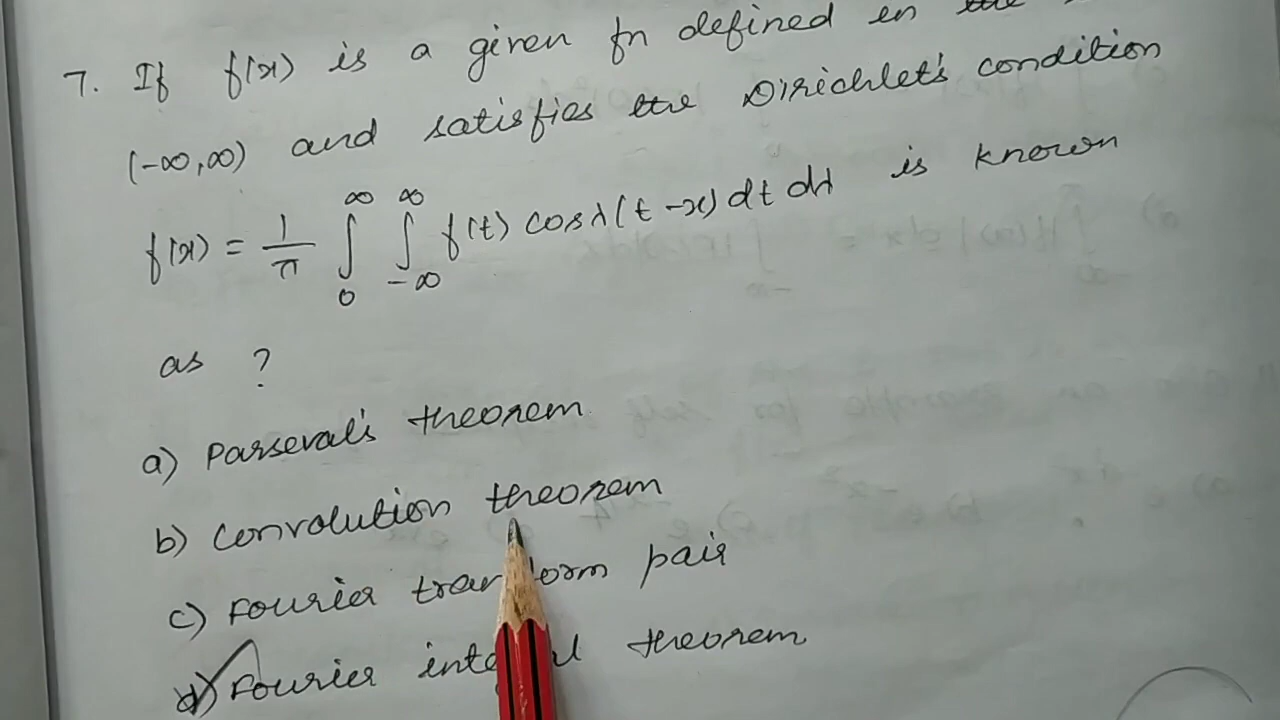 7. If f(x) is a given fn defined in the
(-∞,∞) and satisfies the Dirichlet's condition
f(x) = 1/π ∫₀^∞ ∫₋∞^∞ f(t) cosλ(t-x) dt dλ is known
as ?
a) Parseval's theorem
b) Convolution theorem
c) Fourier transform pair
d) Fourier integral theorem